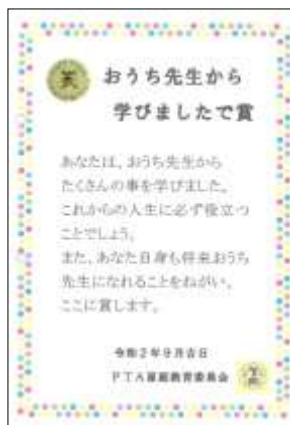 おうち先生から
学びましたで賞
あなたは、おうち先生から
たくさんの事を学びました。
これからの人生に必ず役立つ
ことでしょう。
また、あなた自身も将来おうち
先生になれることをねがい、
ここに賞します。
令和2年9月吉日
PTA家庭教育委員会